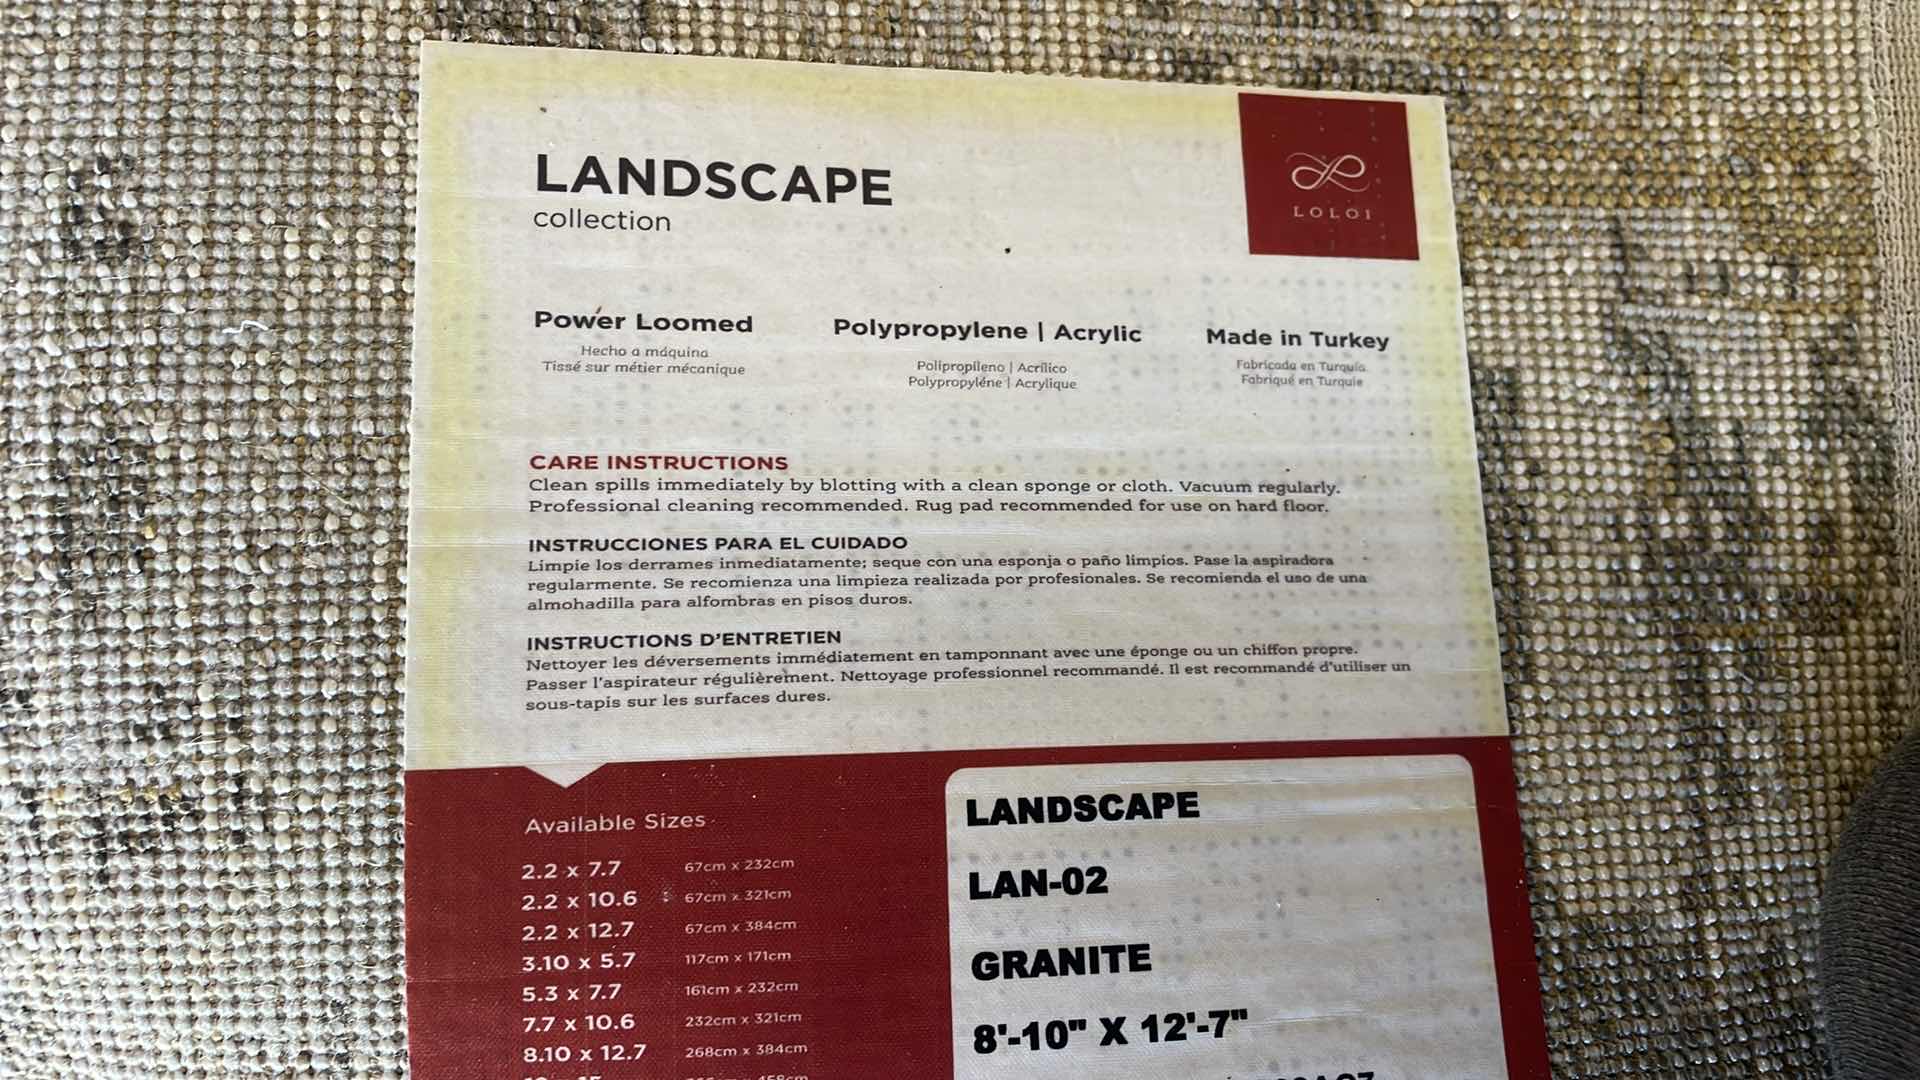 LANDSCAPE
collection
LOLOI
Power Loomed
Hecho a máquina
Tissé sur métier mécanique
Polypropylene | Acrylic
Polipropíleno | Acrílico
Polypropyléne | Acrylique
Made in Turkey
Fabricada en Turquía
Fabriqué en Turquie
CARE INSTRUCTIONS
Clean spills immediately by blotting with a clean sponge or cloth. Vacuum regularly.
Professional cleaning recommended. Rug pad recommended for use on hard floor.
INSTRUCCIONES PARA EL CUIDADO
Limpie los derrames inmediatamente; seque con una esponja o paño limpios. Pase la aspiradora
regularmente. Se recomienza una limpieza realizada por profesionales. Se recomienda el uso de una
almohadilla para alfombras en pisos duros.
INSTRUCTIONS D'ENTRETIEN
Nettoyer les déversements immédiatement en tamponnant avec une éponge ou un chiffon propre.
Passer l'aspirateur régulièrement. Nettoyage professionnel recommandé. Il est recommandé d'utiliser un
sous-tapis sur les surfaces dures.
Available Sizes
2.2 x 7.7 67cm x 232cm
2.2 x 10.6 67cm x 321cm
2.2 x 12.7 67cm x 384cm
3.10 x 5.7 117cm x 171cm
5.3 x 7.7 161cm x 232cm
7.7 x 10.6 232cm x 321cm
8.10 x 12.7 268cm x 384cm
LANDSCAPE
LAN-02
GRANITE
8'-10" X 12'-7"